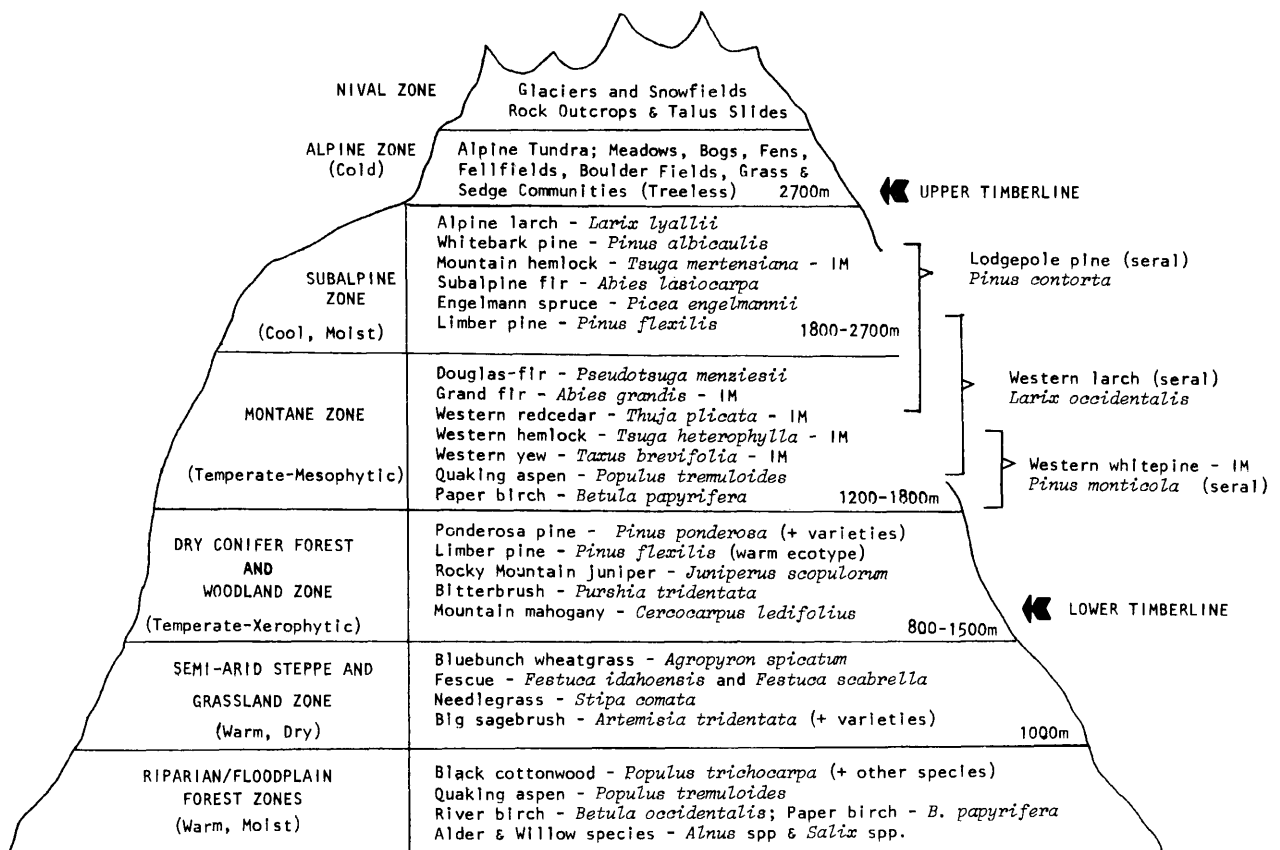 NIVAL ZONE
Glaciers and Snowfields
Rock Outcrops & Talus Slides
ALPINE ZONE
(Cold)
Alpine Tundra; Meadows, Bogs, Fens,
Fellfields, Boulder Fields, Grass &
Sedge Communities (Treeless) 2700m
UPPER TIMBERLINE
SUBALPINE
ZONE
(Cool, Moist)
Alpine larch - Larix lyallii
Whitebark pine - Pinus albicaulis
Mountain hemlock - Tsuga mertensiana - IM
Subalpine fir - Abies lasiocarpa
Engelmann spruce - Picea engelmannii
Limber pine - Pinus flexilis 1800-2700m
Lodgepole pine (seral)
Pinus contorta
MONTANE ZONE
(Temperate-Mesophytic)
Douglas-fir - Pseudotsuga menziesii
Grand fir - Abies grandis - IM
Western redcedar - Thuja plicata - IM
Western hemlock - Tsuga heterophylla - IM
Western yew - Taxus brevifolia - IM
Quaking aspen - Populus tremuloides
Paper birch - Betula papyrifera 1200-1800m
Western larch (seral)
Larix occidentalis
Western whitepine - IM
Pinus monticola (seral)
DRY CONIFER FOREST
AND
WOODLAND ZONE
(Temperate-Xerophytic)
Ponderosa pine - Pinus ponderosa (+ varieties)
Limber pine - Pinus flexilis (warm ecotype)
Rocky Mountain juniper - Juniperus scopulorum
Bitterbrush - Purshia tridentata
Mountain mahogany - Cercocarpus ledifolius
800-1500m
LOWER TIMBERLINE
SEMI-ARID STEPPE AND
GRASSLAND ZONE
(Warm, Dry)
Bluebunch wheatgrass - Agropyron spicatum
Fescue - Festuca idahoensis and Festuca scabrella
Needlegrass - Stipa comata
Big sagebrush - Artemisia tridentata (+ varieties)
1000m
RIPARIAN/FLOODPLAIN
FOREST ZONES
(Warm, Moist)
Black cottonwood - Populus trichocarpa (+ other species)
Quaking aspen - Populus tremuloides
River birch - Betula occidentalis; Paper birch - B. papyrifera
Alder & Willow species - Alnus spp & Salix spp.